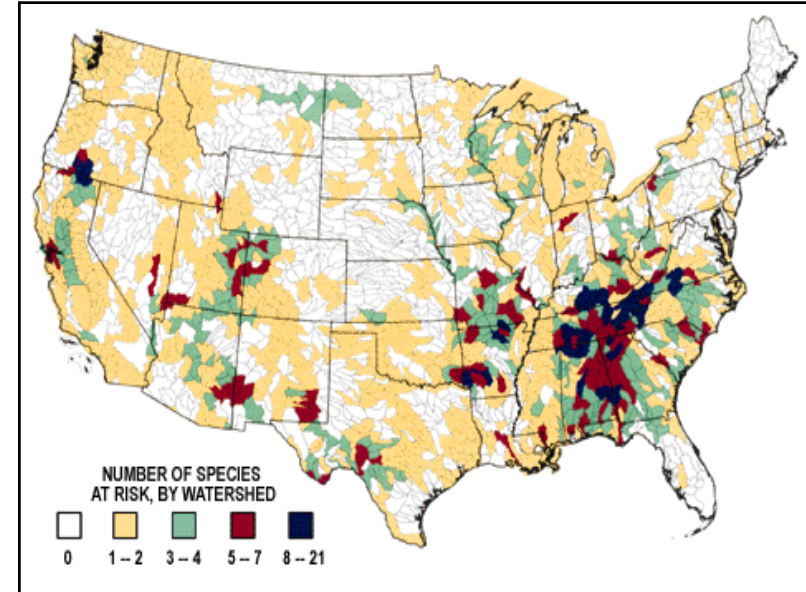 NUMBER OF SPECIES
AT RISK, BY WATERSHED
0 1 -- 2 3 -- 4 5 -- 7 8 -- 21